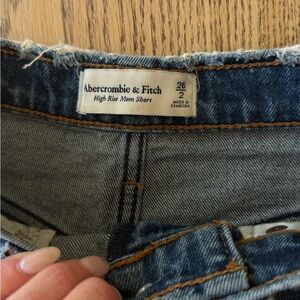 Abercrombie & Fitch
High Rise Mom Short
26
2
MADE IN
CAMBODIA